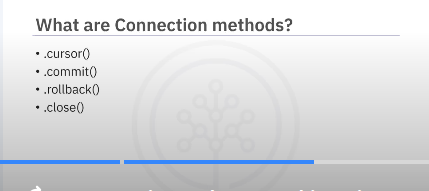 What are Connection methods?
• .cursor()
• .commit()
• .rollback()
• .close()